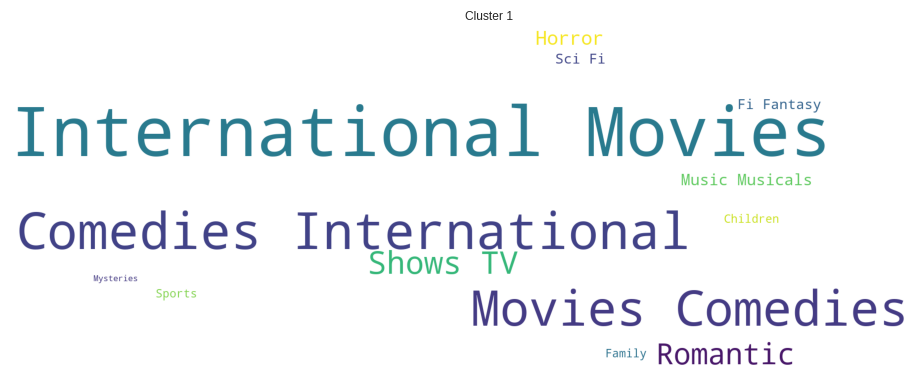 Cluster 1
Horror
Sci Fi
Fi Fantasy
International Movies
Music Musicals
Children
Comedies International
Shows TV
Mysteries
Sports
Movies Comedies
Family
Romantic